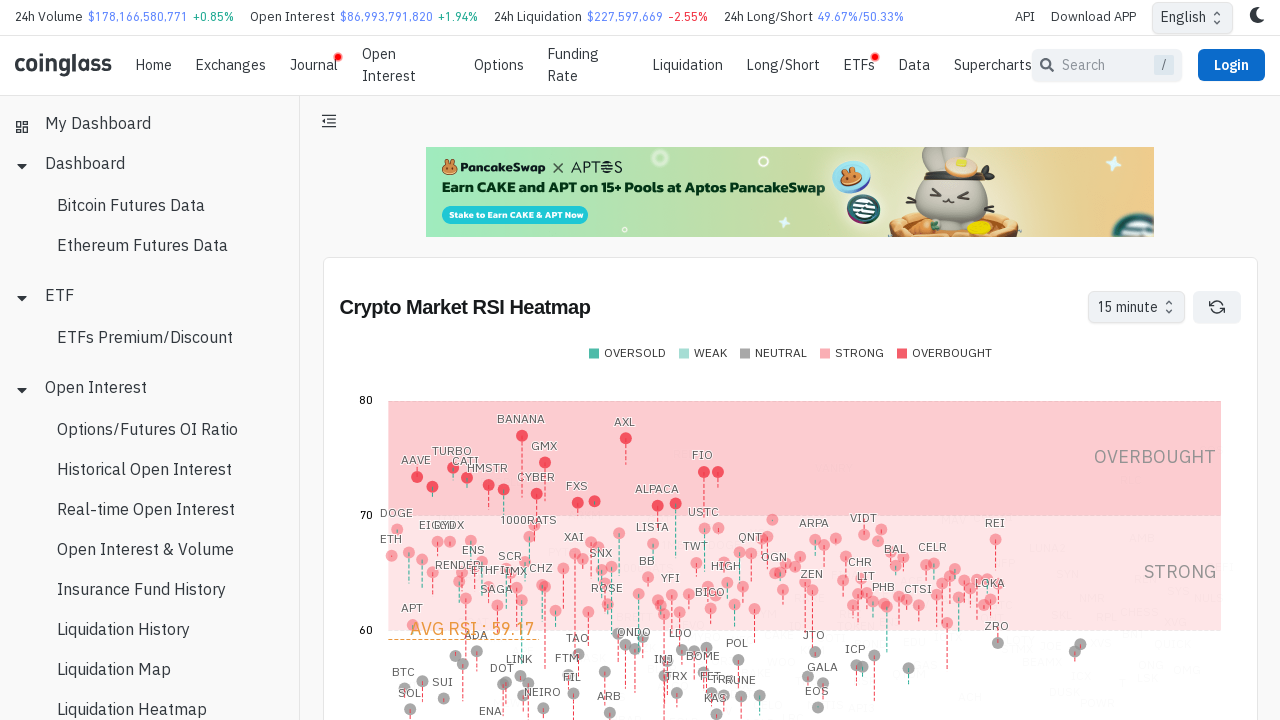 24h Volume $178,166,580,771 +0.85% Open Interest $86,993,791,820 +1.94% 24h Liquidation $227,597,669 -2.55% 24h Long/Short 49.67%/50.33% API Download APP English
coinglass Home Exchanges Journal Open Interest Options Funding Rate Liquidation Long/Short ETFs Data Supercharts Search / Login
My Dashboard
Dashboard
Bitcoin Futures Data
Ethereum Futures Data
ETF
ETFs Premium/Discount
Open Interest
Options/Futures OI Ratio
Historical Open Interest
Real-time Open Interest
Open Interest & Volume
Insurance Fund History
Liquidation History
Liquidation Map
Liquidation Heatmap
PancakeSwap X APTOS
Earn CAKE and APT on 15+ Pools at Aptos PancakeSwap
Stake to Earn CAKE & APT Now
Crypto Market RSI Heatmap
15 minute
OVERSOLD WEAK NEUTRAL STRONG OVERBOUGHT
80
BANANA
AXL
GMX
TURBO
FIO
AAVE
CATI
OVERBOUGHT
HMSTR
CYBER
FXS
ALPACA
70
DOGE
USTC
1000RATS
VIDT
ARPA
REI
LISTA
ETH
XAI
QNT
TWT
ENS
SNX
BAL
CELR
SCR
OGN
BB
CHR
RENDER
HIGH
CHZ
STRONG
YFI
ZEN
LIT
LOKA
SAGA
ROSE
BICO
PHB
CTSI
APT
60
AVG RSI : 59.17
ADA
TAO
ONDO
LDO
JTO
ZRO
POL
ICP
LINK
FTM
INJ
BOME
DOT
GALA
BTC
FIL
TRX
FET
SUI
SOL
NEIRO
ARB
KAS
EOS
ENA